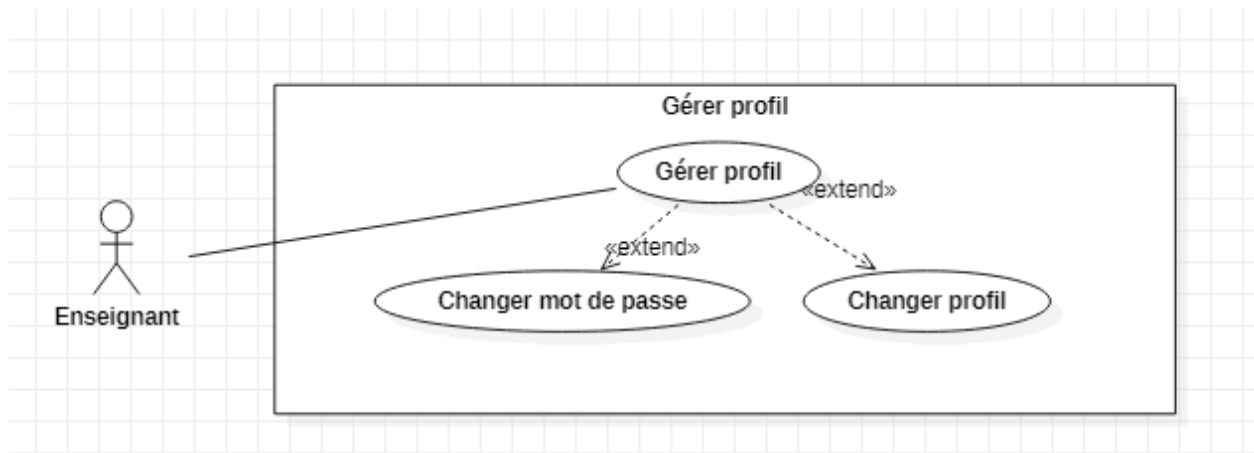 Gérer profil
Gérer profil
«extend»
«extend»
Changer mot de passe
Changer profil
Enseignant